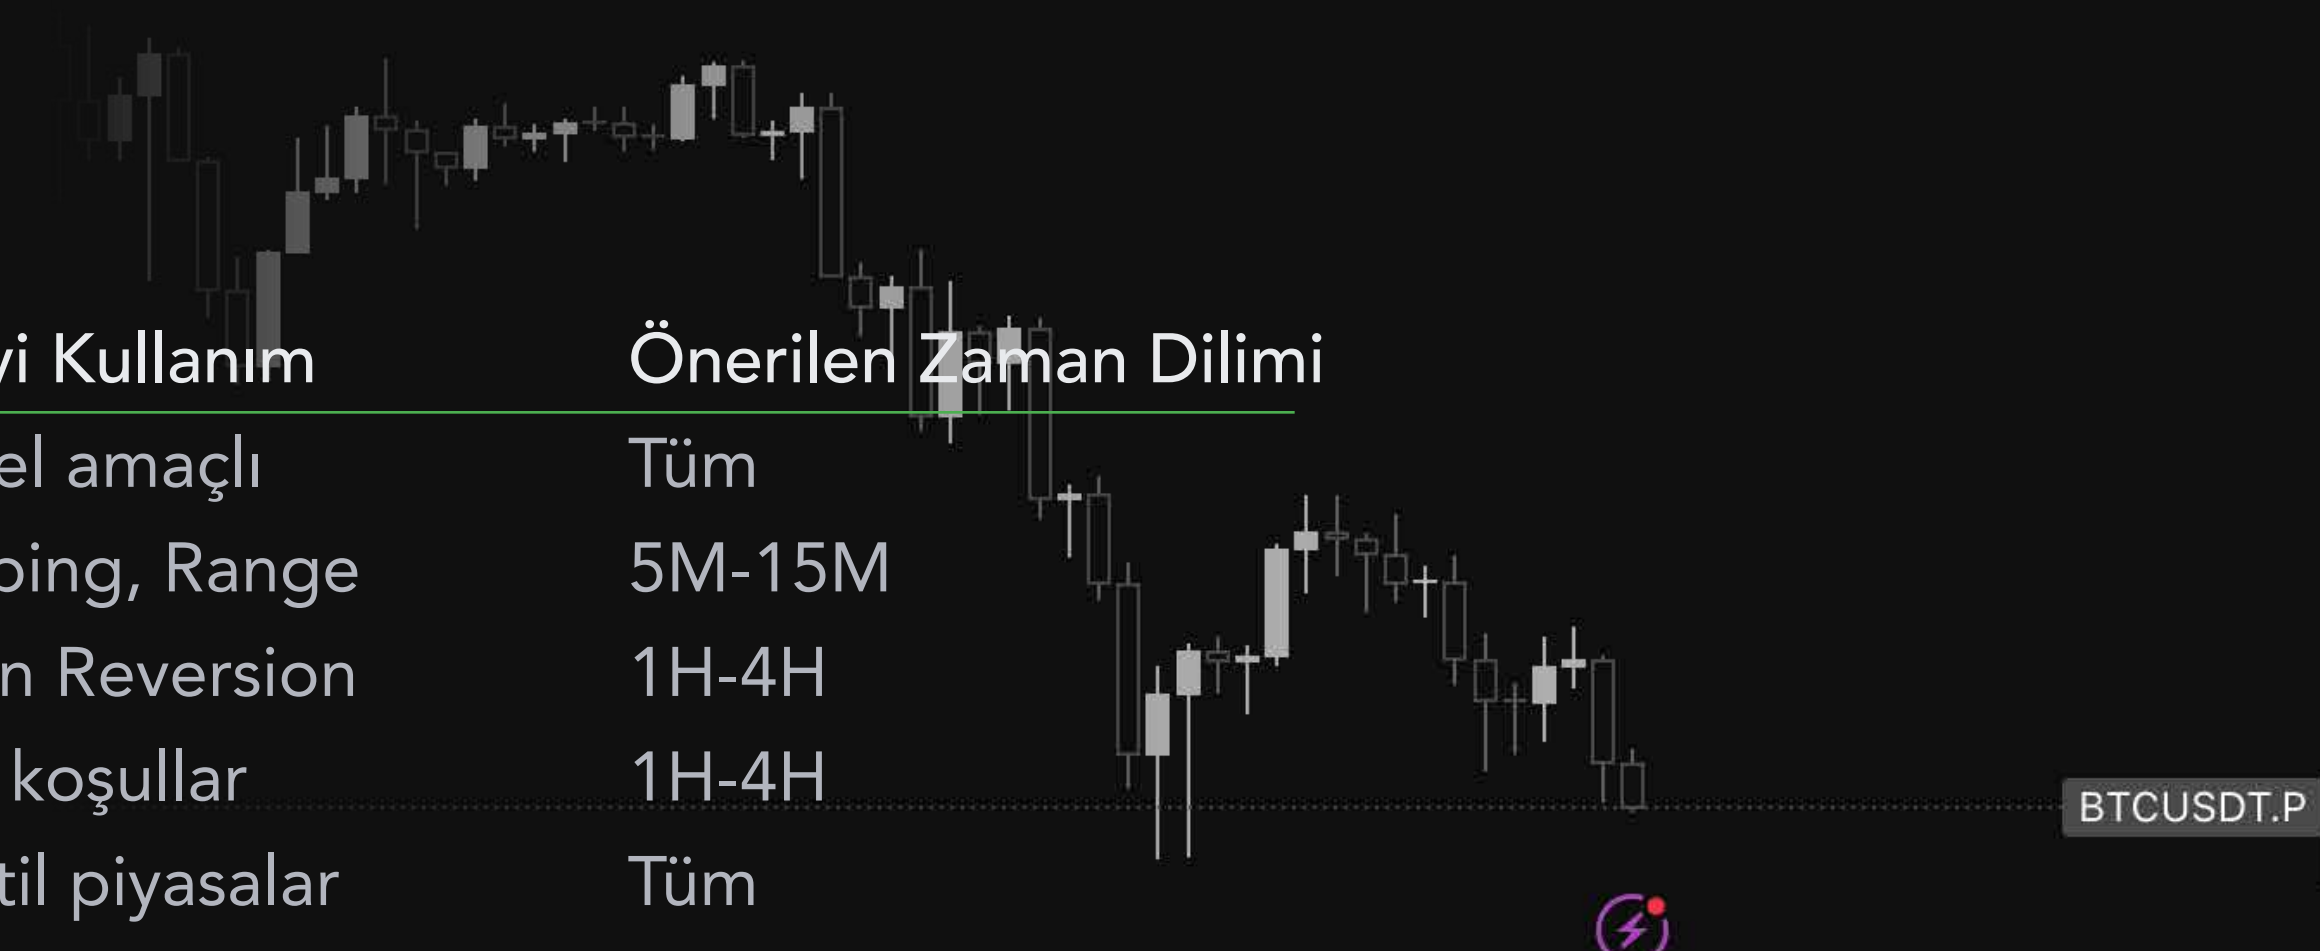 yi Kullanım Önerilen Zaman Dilimi
el amaçlı Tüm
ping, Range 5M-15M
n Reversion 1H-4H
koşullar 1H-4H
BTCUSDT.P
til piyasalar Tüm